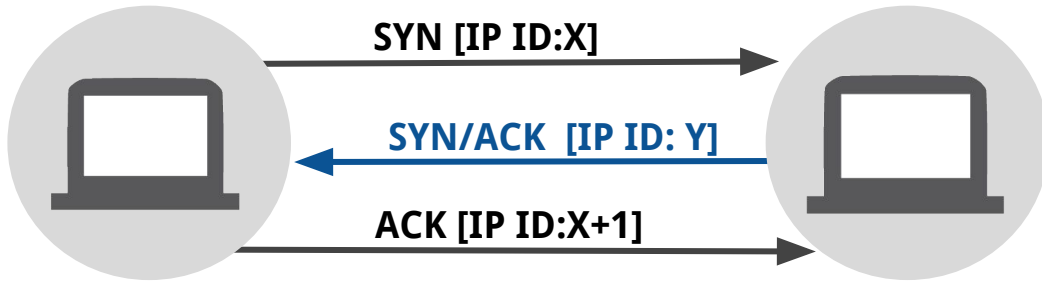 SYN [IP ID:X]
SYN/ACK [IP ID: Y]
ACK [IP ID:X+1]